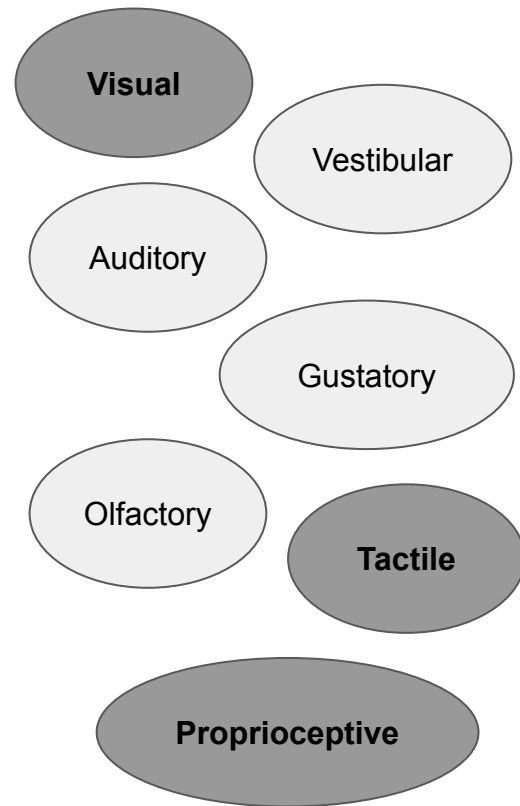 Visual
Vestibular
Auditory
Gustatory
Olfactory
Tactile
Proprioceptive